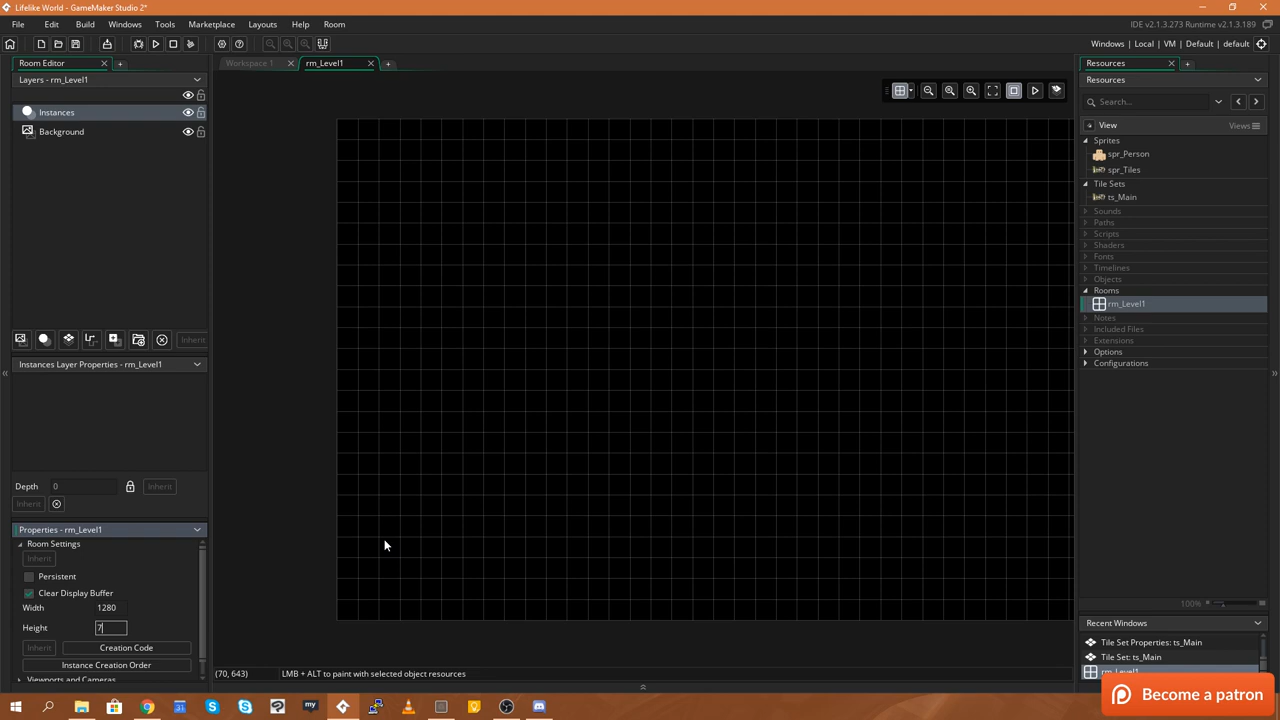 Lifelike World - GameMaker Studio 2*
File Edit Build Windows Tools Marketplace Layouts Help Room
IDE v2.1.3.273 Runtime v2.1.3.189
Windows | Local | VM | Default | default
Room Editor
Workspace 1
rm_Level1
Resources
Layers - rm_Level1
Resources
Search...
Instances
Background
View
Views
Sprites
spr_Person
spr_Tiles
Tile Sets
ts_Main
Sounds
Paths
Scripts
Shaders
Fonts
Timelines
Objects
Rooms
rm_Level1
Notes
Included Files
Extensions
Options
Configurations
Inherit
Instances Layer Properties - rm_Level1
Depth 0
Inherit
Inherit
Properties - rm_Level1
Room Settings
Inherit
Persistent
Clear Display Buffer
Width 1280
Height 7
Inherit
Creation Code
Instance Creation Order
Viewports and Cameras
(70, 643)
LMB + ALT to paint with selected object resources
100%
Recent Windows
Tile Set Properties: ts_Main
Tile Set: ts_Main
rm_Level1
Become a patron
31
my